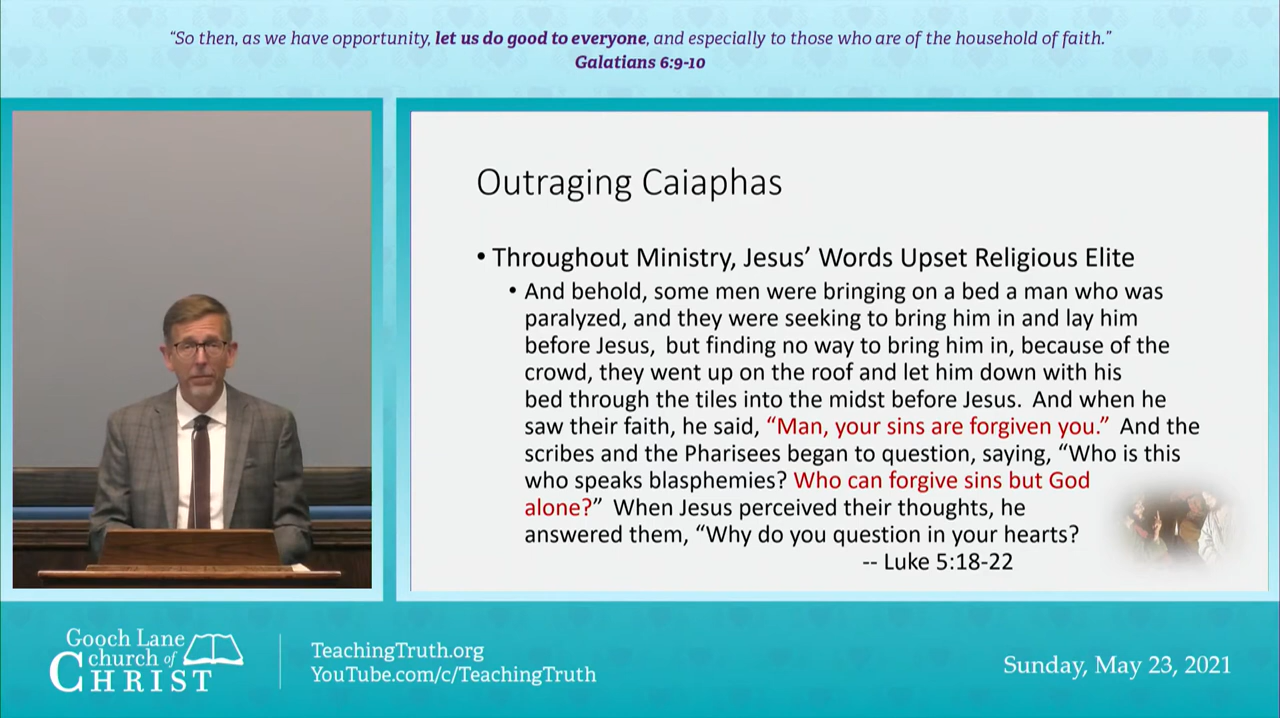 “So then, as we have opportunity, let us do good to everyone, and especially to those who are of the household of faith.”
Galatians 6:9-10
Outraging Caiaphas
• Throughout Ministry, Jesus’ Words Upset Religious Elite
• And behold, some men were bringing on a bed a man who was
paralyzed, and they were seeking to bring him in and lay him
before Jesus, but finding no way to bring him in, because of the
crowd, they went up on the roof and let him down with his
bed through the tiles into the midst before Jesus. And when he
saw their faith, he said, “Man, your sins are forgiven you.” And the
scribes and the Pharisees began to question, saying, “Who is this
who speaks blasphemies? Who can forgive sins but God
alone?” When Jesus perceived their thoughts, he
answered them, “Why do you question in your hearts?
-- Luke 5:18-22
Gooch Lane
church of
CHRIST
TeachingTruth.org
YouTube.com/c/TeachingTruth
Sunday, May 23, 2021